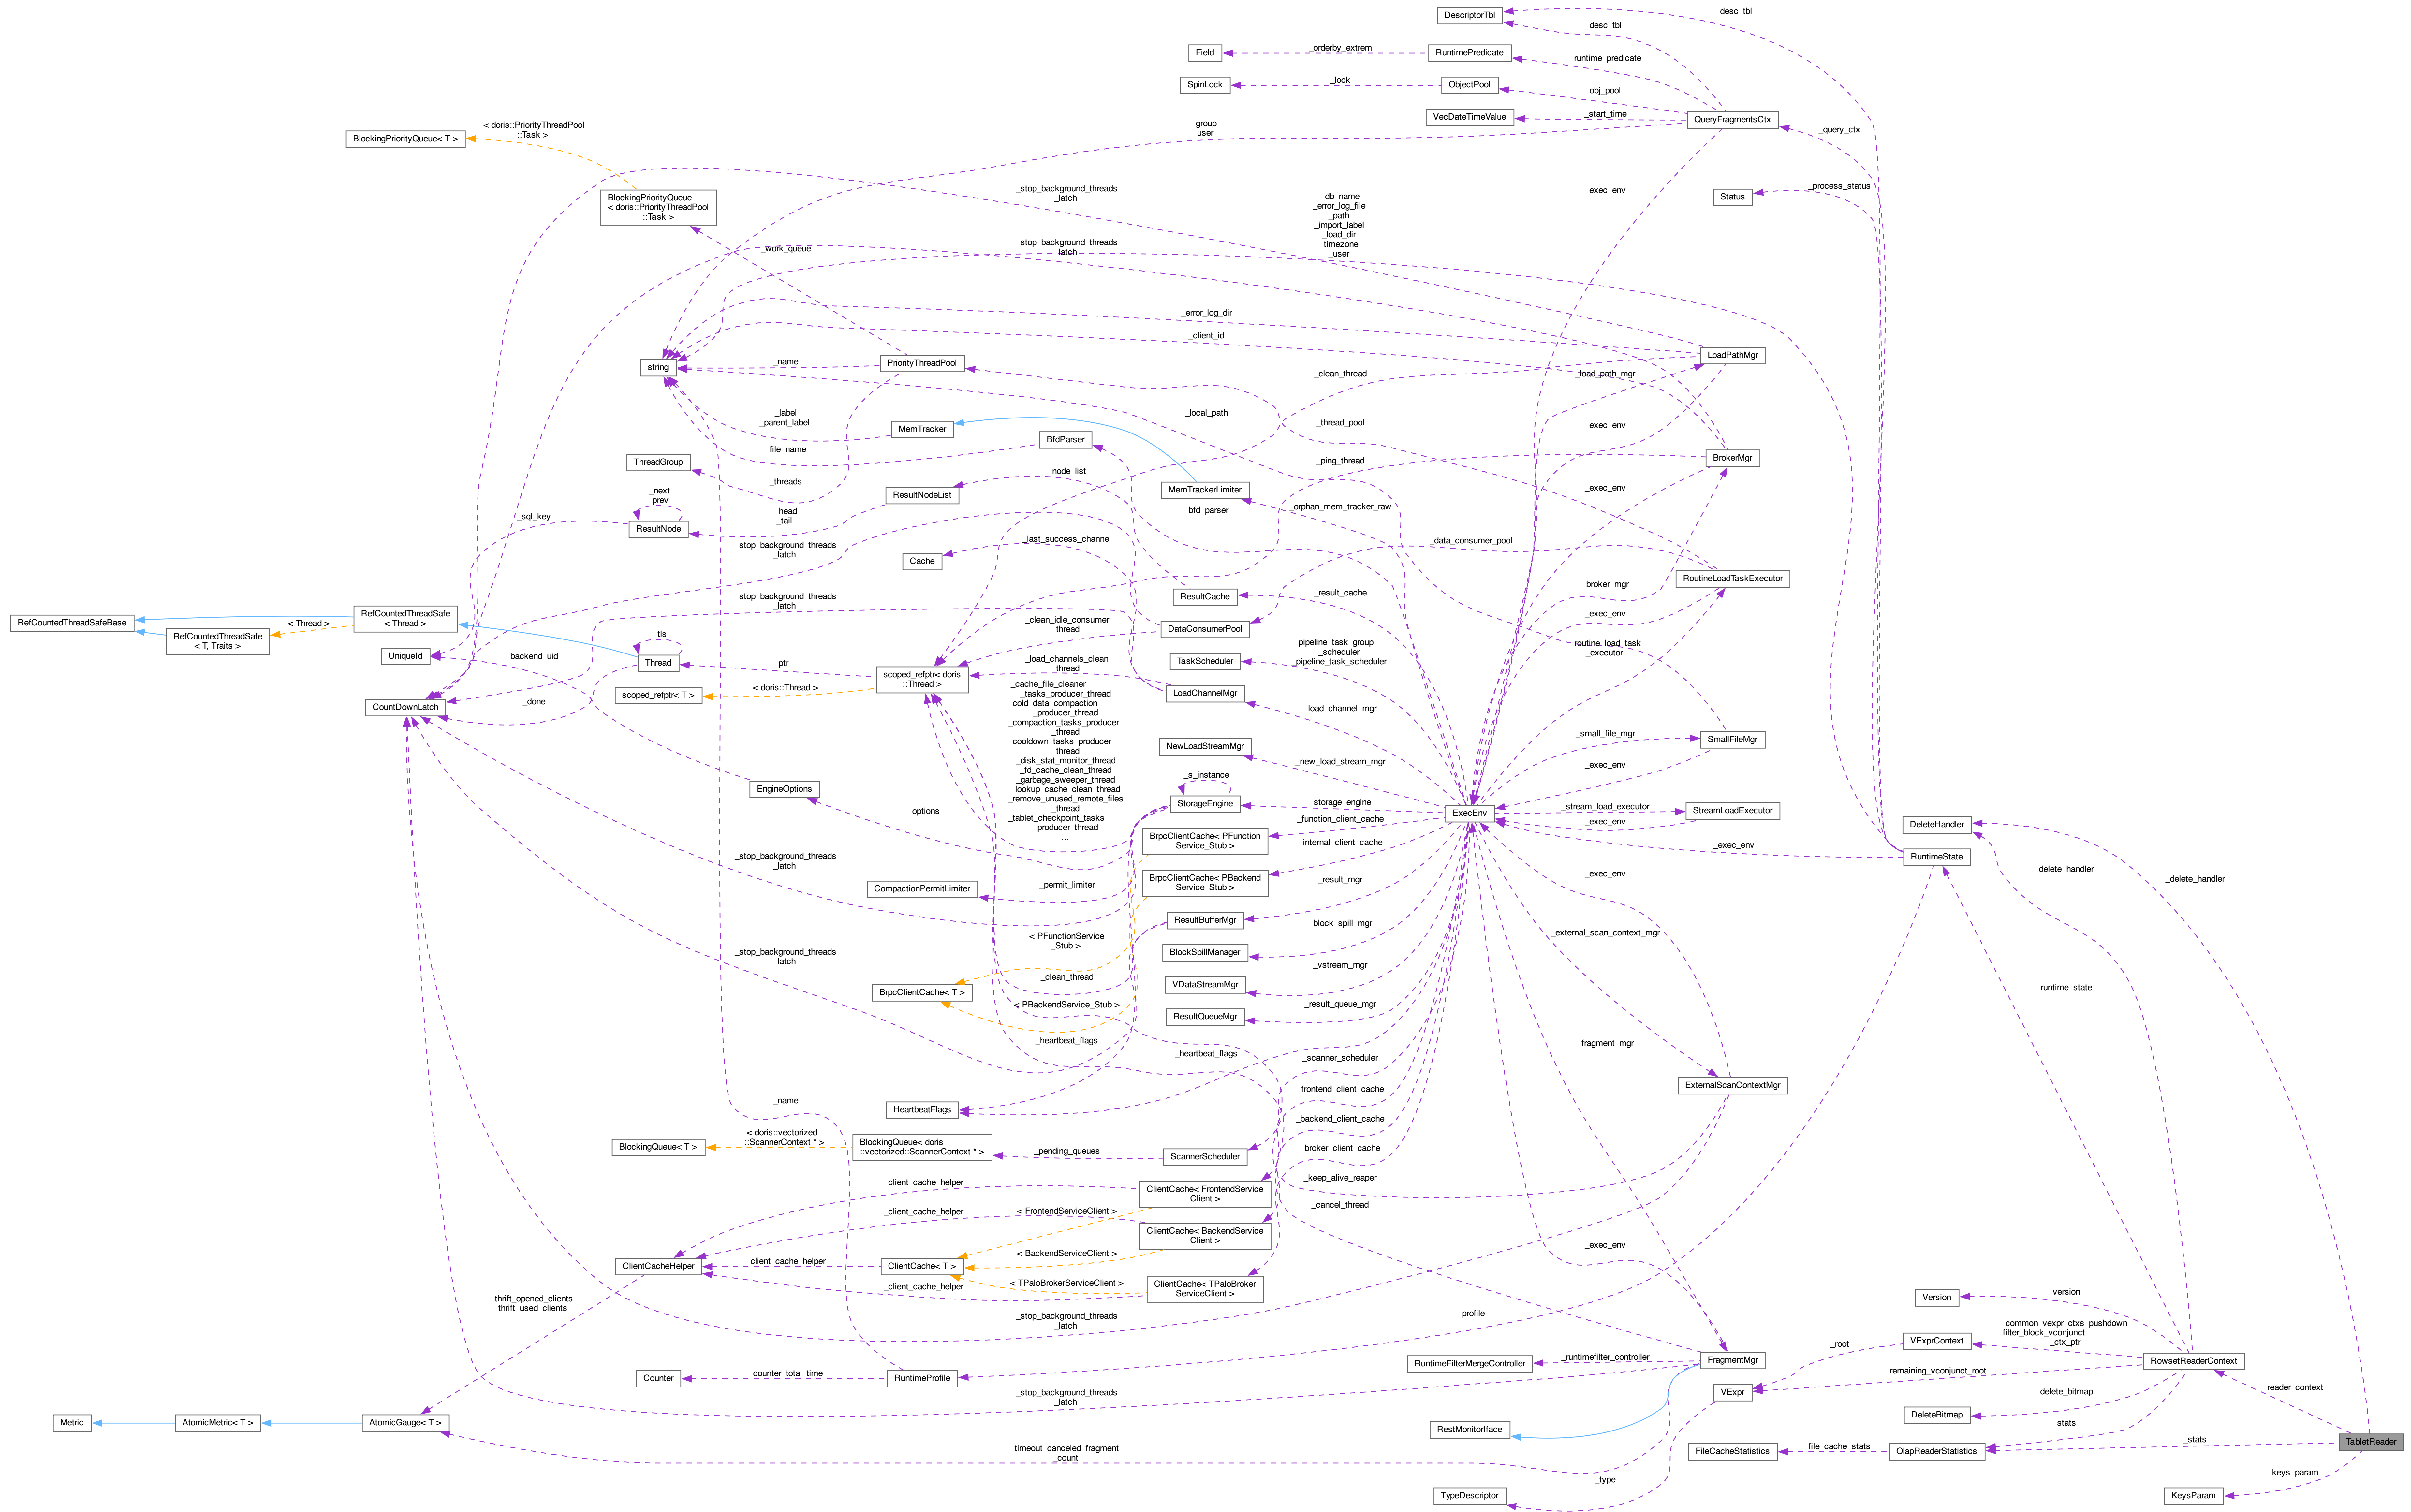 DescriptorTbl
_desc_tbl
desc_tbl
Field
_orderby_extrem
RuntimePredicate
_runtime_predicate
SpinLock
_lock
ObjectPool
obj_pool
VecDateTimeValue
_start_time
QueryFragmentsCtx
_query_ctx
BlockingPriorityQueue< T >
< doris::PriorityThreadPool
::Task >
group
user
BlockingPriorityQueue
< doris::PriorityThreadPool
::Task >
_stop_background_threads
_latch
_exec_env
Status
_process_status
_db_name
_error_log_file
_path
_import_label
_load_dir
_timezone
_user
_work_queue
_stop_background_threads
_latch
_error_log_dir
_client_id
string
_name
PriorityThreadPool
_clean_thread
_load_path_mgr
LoadPathMgr
_label
_parent_label
MemTracker
_local_path
_thread_pool
_exec_env
BfdParser
_file_name
ThreadGroup
_threads
_node_list
_ping_thread
BrokerMgr
MemTrackerLimiter
_exec_env
_next
_prev
ResultNode
_head
_tail
ResultNodeList
_bfd_parser
_orphan_mem_tracker_raw
_sql_key
_stop_background_threads
_latch
_last_success_channel
Cache
_data_consumer_pool
RoutineLoadTaskExecutor
_broker_mgr
_stop_background_threads
_latch
ResultCache
_result_cache
RefCountedThreadSafeBase
RefCountedThreadSafe
< Thread >
< Thread >
RefCountedThreadSafe
< T, Traits >
_clean_idle_consumer
_thread
DataConsumerPool
_exec_env
_tls
Thread
UniqueId
backend_uid
ptr_
scoped_refptr< doris
::Thread >
_load_channels_clean
_thread
TaskScheduler
_pipeline_task_group
_scheduler
_pipeline_task_scheduler
_routine_load_task
_executor
scoped_refptr< T >
< doris::Thread >
LoadChannelMgr
_load_channel_mgr
CountDownLatch
_done
_cache_file_cleaner
_tasks_producer_thread
_cold_data_compaction
_producer_thread
_compaction_tasks_producer
_thread
_cooldown_tasks_producer
_thread
_disk_stat_monitor_thread
_fd_cache_clean_thread
_garbage_sweeper_thread
_lookup_cache_clean_thread
_remove_unused_remote_files
_thread
_tablet_checkpoint_tasks
_producer_thread
...
NewLoadStreamMgr
_new_load_stream_mgr
_small_file_mgr
SmallFileMgr
_exec_env
EngineOptions
_options
_s_instance
StorageEngine
_storage_engine
ExecEnv
_stream_load_executor
_exec_env
StreamLoadExecutor
BrpcClientCache< PFunction
Service_Stub >
_function_client_cache
_internal_client_cache
_exec_env
RuntimeState
DeleteHandler
_stop_background_threads
_latch
CompactionPermitLimiter
_permit_limiter
BrpcClientCache< PBackend
Service_Stub >
_result_mgr
_exec_env
delete_handler
_delete_handler
ResultBufferMgr
_block_spill_mgr
_external_scan_context_mgr
< PFunctionService
_Stub >
_stop_background_threads
_latch
_clean_thread
BlockSpillManager
_vstream_mgr
BrpcClientCache< T >
VDataStreamMgr
runtime_state
< PBackendService_Stub >
_result_queue_mgr
ResultQueueMgr
_heartbeat_flags
_heartbeat_flags
_scanner_scheduler
_fragment_mgr
ExternalScanContextMgr
_name
HeartbeatFlags
_frontend_client_cache
_backend_client_cache
BlockingQueue< T >
< doris::vectorized
::ScannerContext * >
BlockingQueue< doris
::vectorized::ScannerContext * >
_pending_queues
ScannerScheduler
_broker_client_cache
_client_cache_helper
ClientCache< FrontendService
Client >
_keep_alive_reaper
_cancel_thread
_client_cache_helper
< FrontendServiceClient >
ClientCache< BackendService
Client >
_exec_env
ClientCacheHelper
_client_cache_helper
ClientCache< T >
< BackendServiceClient >
_client_cache_helper
< TPaloBrokerServiceClient >
ClientCache< TPaloBroker
ServiceClient >
thrift_opened_clients
thrift_used_clients
_stop_background_threads
_latch
_profile
Version
version
_root
VExprContext
common_vexpr_ctxs_pushdown
filter_block_vconjunct
_ctx_ptr
Counter
_counter_total_time
RuntimeProfile
RuntimeFilterMergeController
_runtimefilter_controller
FragmentMgr
remaining_vconjunct_root
RowsetReaderContext
_stop_background_threads
_latch
VExpr
delete_bitmap
_reader_context
DeleteBitmap
stats
Metric
AtomicMetric< T >
AtomicGauge< T >
RestMonitorIface
timeout_canceled_fragment
_count
FileCacheStatistics
file_cache_stats
OlapReaderStatistics
_stats
TabletReader
_type
_keys_param
TypeDescriptor
KeysParam